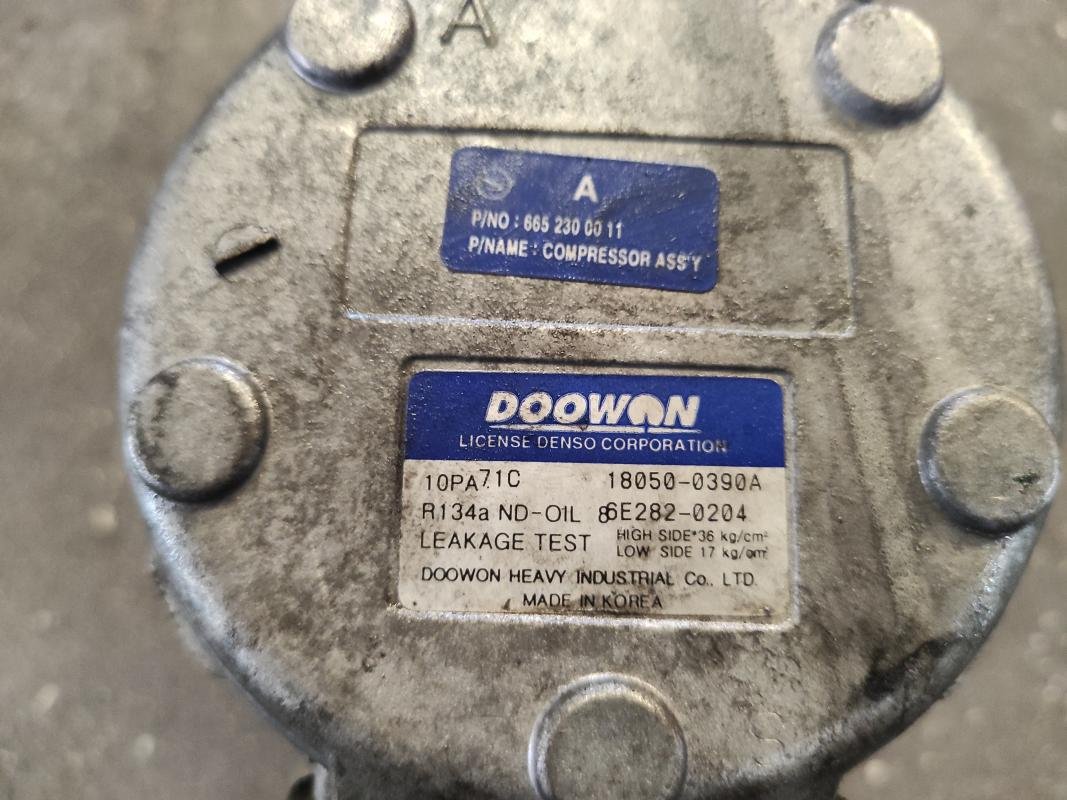 A
A
P/NO : 665 230 00 11
P/NAME : COMPRESSOR ASS'Y
DOOWON
LICENSE DENSO CORPORATION
10PA 71C 18050-0390A
R134a ND-OIL 8 6E282-0204
LEAKAGE TEST HIGH SIDE*36 kg/cm²
LOW SIDE 17 kg/cm²
DOOWON HEAVY INDUSTRIAL Co., LTD.
MADE IN KOREA